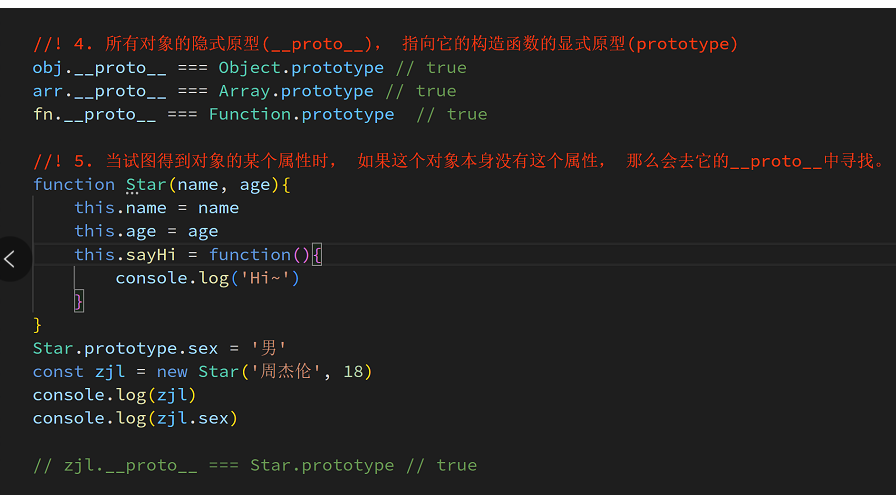 //! 4. 所有对象的隐式原型(__proto__)， 指向它的构造函数的显式原型(prototype)
obj.__proto__ === Object.prototype // true
arr.__proto__ === Array.prototype // true
fn.__proto__ === Function.prototype  // true
//! 5. 当试图得到对象的某个属性时， 如果这个对象本身没有这个属性， 那么会去它的__proto__中寻找。
function Star(name, age){
    this.name = name
    this.age = age
    this.sayHi = function(){
        console.log('Hi~')
    }
}
Star.prototype.sex = '男'
const zjl = new Star('周杰伦', 18)
console.log(zjl)
console.log(zjl.sex)
// zjl.__proto__ === Star.prototype // true